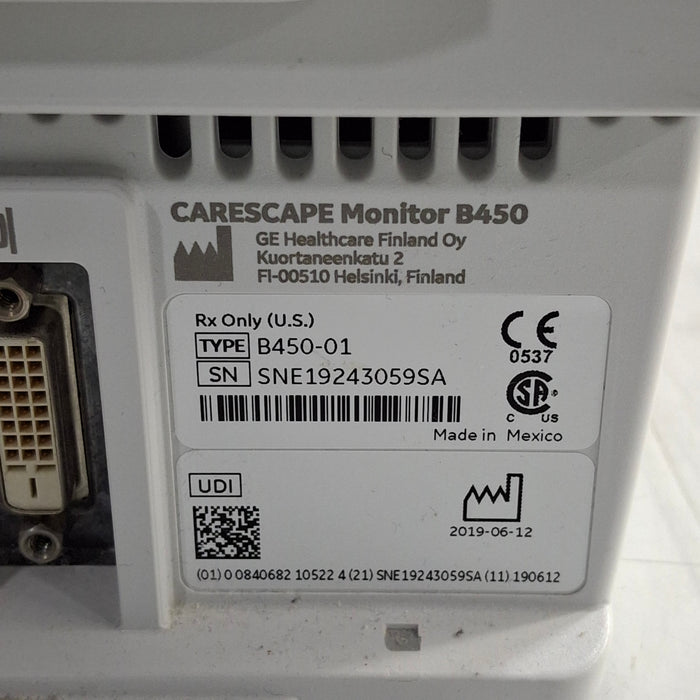 CARESCAPE Monitor B450
GE Healthcare Finland Oy
Kuortaneenkatu 2
FI-00510 Helsinki, Finland
Rx Only (U.S.)
TYPE B450-01
SN SNE19243059SA
CE
0537
SA
C US
Made in Mexico
UDI
2019-06-12
(01) 0 0840682 10522 4 (21) SNE19243059SA (11) 190612